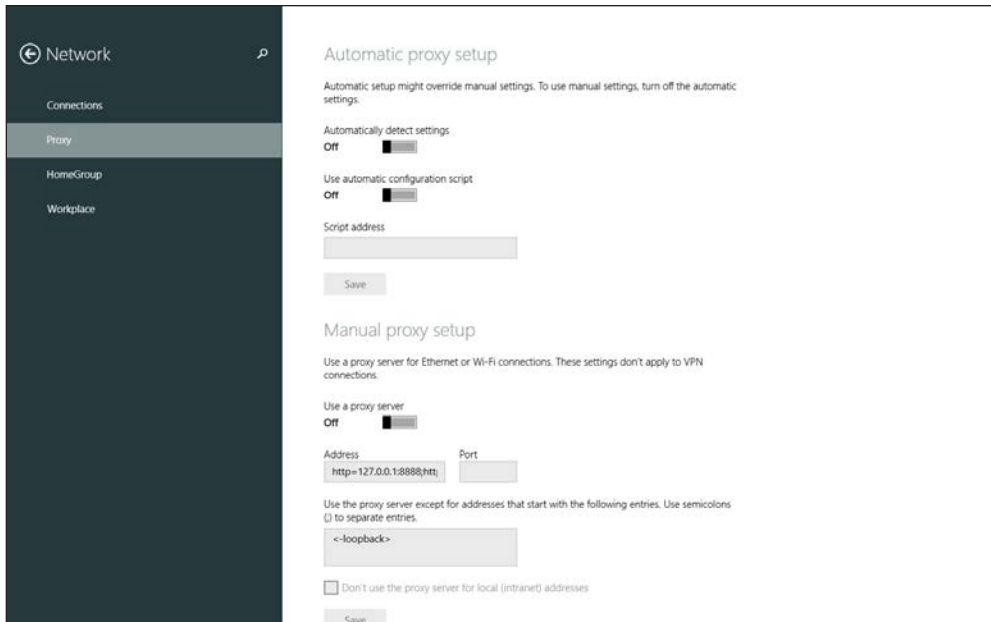 Network
Connections
Proxy
HomeGroup
Workplace
Automatic proxy setup
Automatic setup might override manual settings. To use manual settings, turn off the automatic
settings.
Automatically detect settings
Off
Use automatic configuration script
Off
Script address
Save
Manual proxy setup
Use a proxy server for Ethernet or Wi-Fi connections. These settings don't apply to VPN
connections.
Use a proxy server
Off
Address Port
http=127.0.0.1:8888;htt
Use the proxy server except for addresses that start with the following entries. Use semicolons
(;) to separate entries.
<-loopback>
Don't use the proxy server for local (intranet) addresses
Save